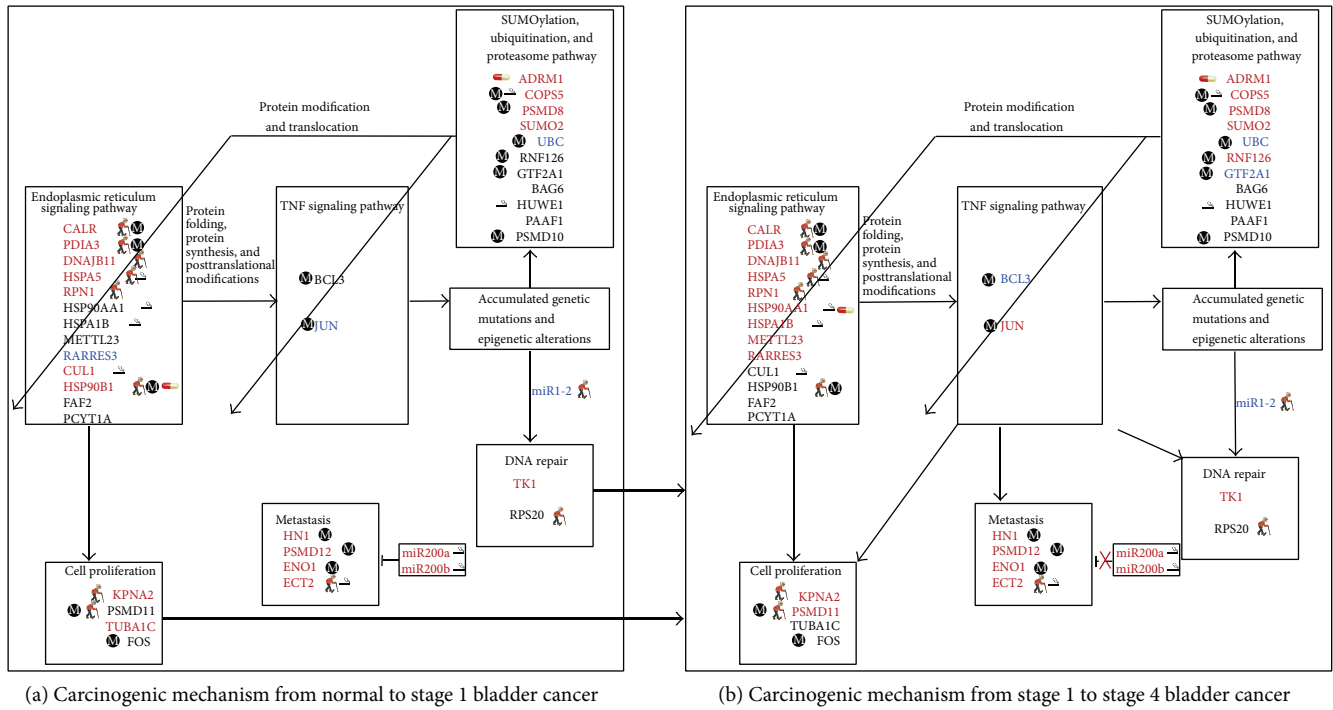 SUMOylation,
ubiquitination, and
proteasome pathway
ADRM1
M COPS5
M PSMD8
SUMO2
M UBC
M RNF126
M GTF2A1
BAG6
HUWE1
PAAF1
M PSMD10
Protein modification
and translocation
Endoplasmic reticulum
signaling pathway
CALR M
PDIA3 M
DNAJB11
HSPA5
RPN1
HSP90AA1
HSPA1B
METTL23
RARRES3
CUL1
HSP90B1 M
FAF2
PCYT1A
Protein
folding,
protein
synthesis, and
posttranslational
modifications
TNF signaling pathway
M BCL3
M JUN
Accumulated genetic
mutations and
epigenetic alterations
miR1-2
DNA repair
TK1
RPS20
Metastasis
HN1 M
PSMD12 M
ENO1 M
ECT2
miR200a
miR200b
Cell proliferation
KPNA2
M PSMD11
TUBA1C
M FOS
(a) Carcinogenic mechanism from normal to stage 1 bladder cancer
SUMOylation,
ubiquitination, and
proteasome pathway
ADRM1
M COPS5
M PSMD8
SUMO2
M UBC
M RNF126
M GTF2A1
BAG6
HUWE1
PAAF1
M PSMD10
Protein modification
and translocation
Endoplasmic reticulum
signaling pathway
CALR M
PDIA3 M
DNAJB11
HSPA5
RPN1
HSP90AA1
HSPA1B
METTL23
RARRES3
CUL1
HSP90B1 M
FAF2
PCYT1A
Protein
folding,
protein
synthesis, and
posttranslational
modifications
TNF signaling pathway
M BCL3
M JUN
Accumulated genetic
mutations and
epigenetic alterations
miR1-2
DNA repair
TK1
RPS20
Metastasis
HN1 M
PSMD12 M
ENO1 M
ECT2
miR200a
miR200b
Cell proliferation
KPNA2
M PSMD11
TUBA1C
M FOS
(b) Carcinogenic mechanism from stage 1 to stage 4 bladder cancer